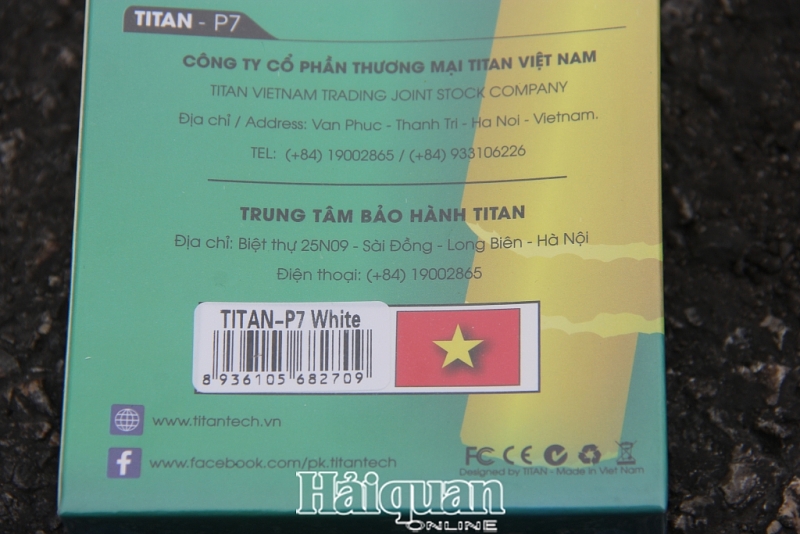 TITAN - P7
CÔNG TY CỔ PHẦN THƯƠNG MẠI TITAN VIỆT NAM
TITAN VIETNAM TRADING JOINT STOCK COMPANY
Địa chỉ / Address: Van Phuc - Thanh Tri - Ha Noi - Vietnam.
TEL: (+84) 19002865 / (+84) 933106226
TRUNG TÂM BẢO HÀNH TITAN
Địa chỉ: Biệt thự 25N09 - Sài Đồng - Long Biên - Hà Nội
Điện thoại: (+84) 19002865
TITAN-P7 White
8 936105 682709
www.titantech.vn
www.facebook.com/pk.titantech
FC CE
Designed by TITAN - Made in Viet Nam
Hải quan
ONLINE